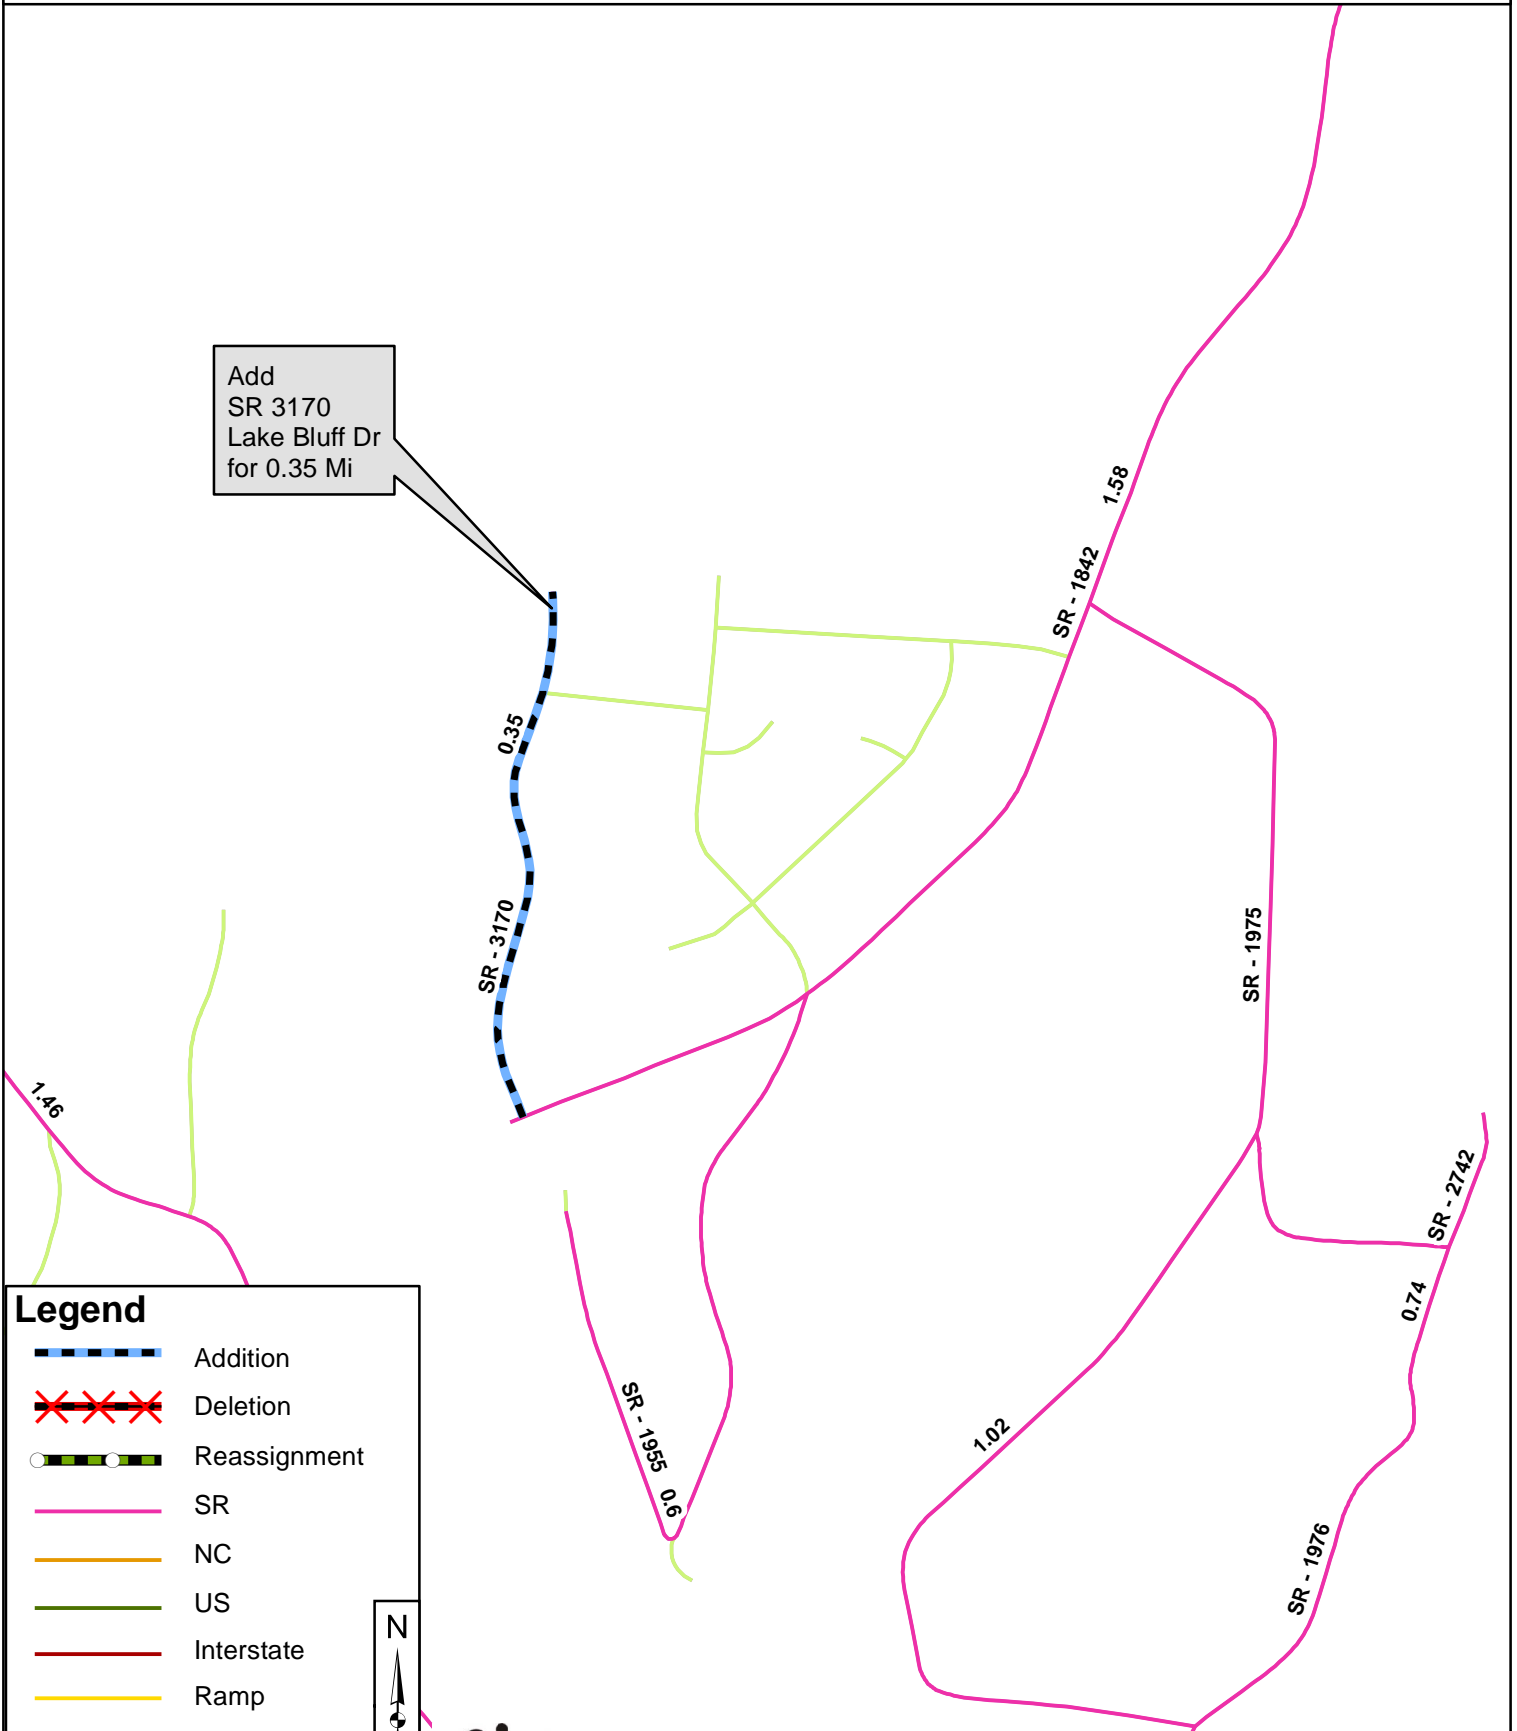 Add
SR 3170
Lake Bluff Dr
for 0.35 Mi
1.58
SR - 1842
0.35
SR - 3170
SR - 1975
1.46
SR - 2742
0.74
SR - 1955 0.6
1.02
SR - 1976
Legend
Addition
Deletion
Reassignment
SR
NC
US
Interstate
Ramp
N